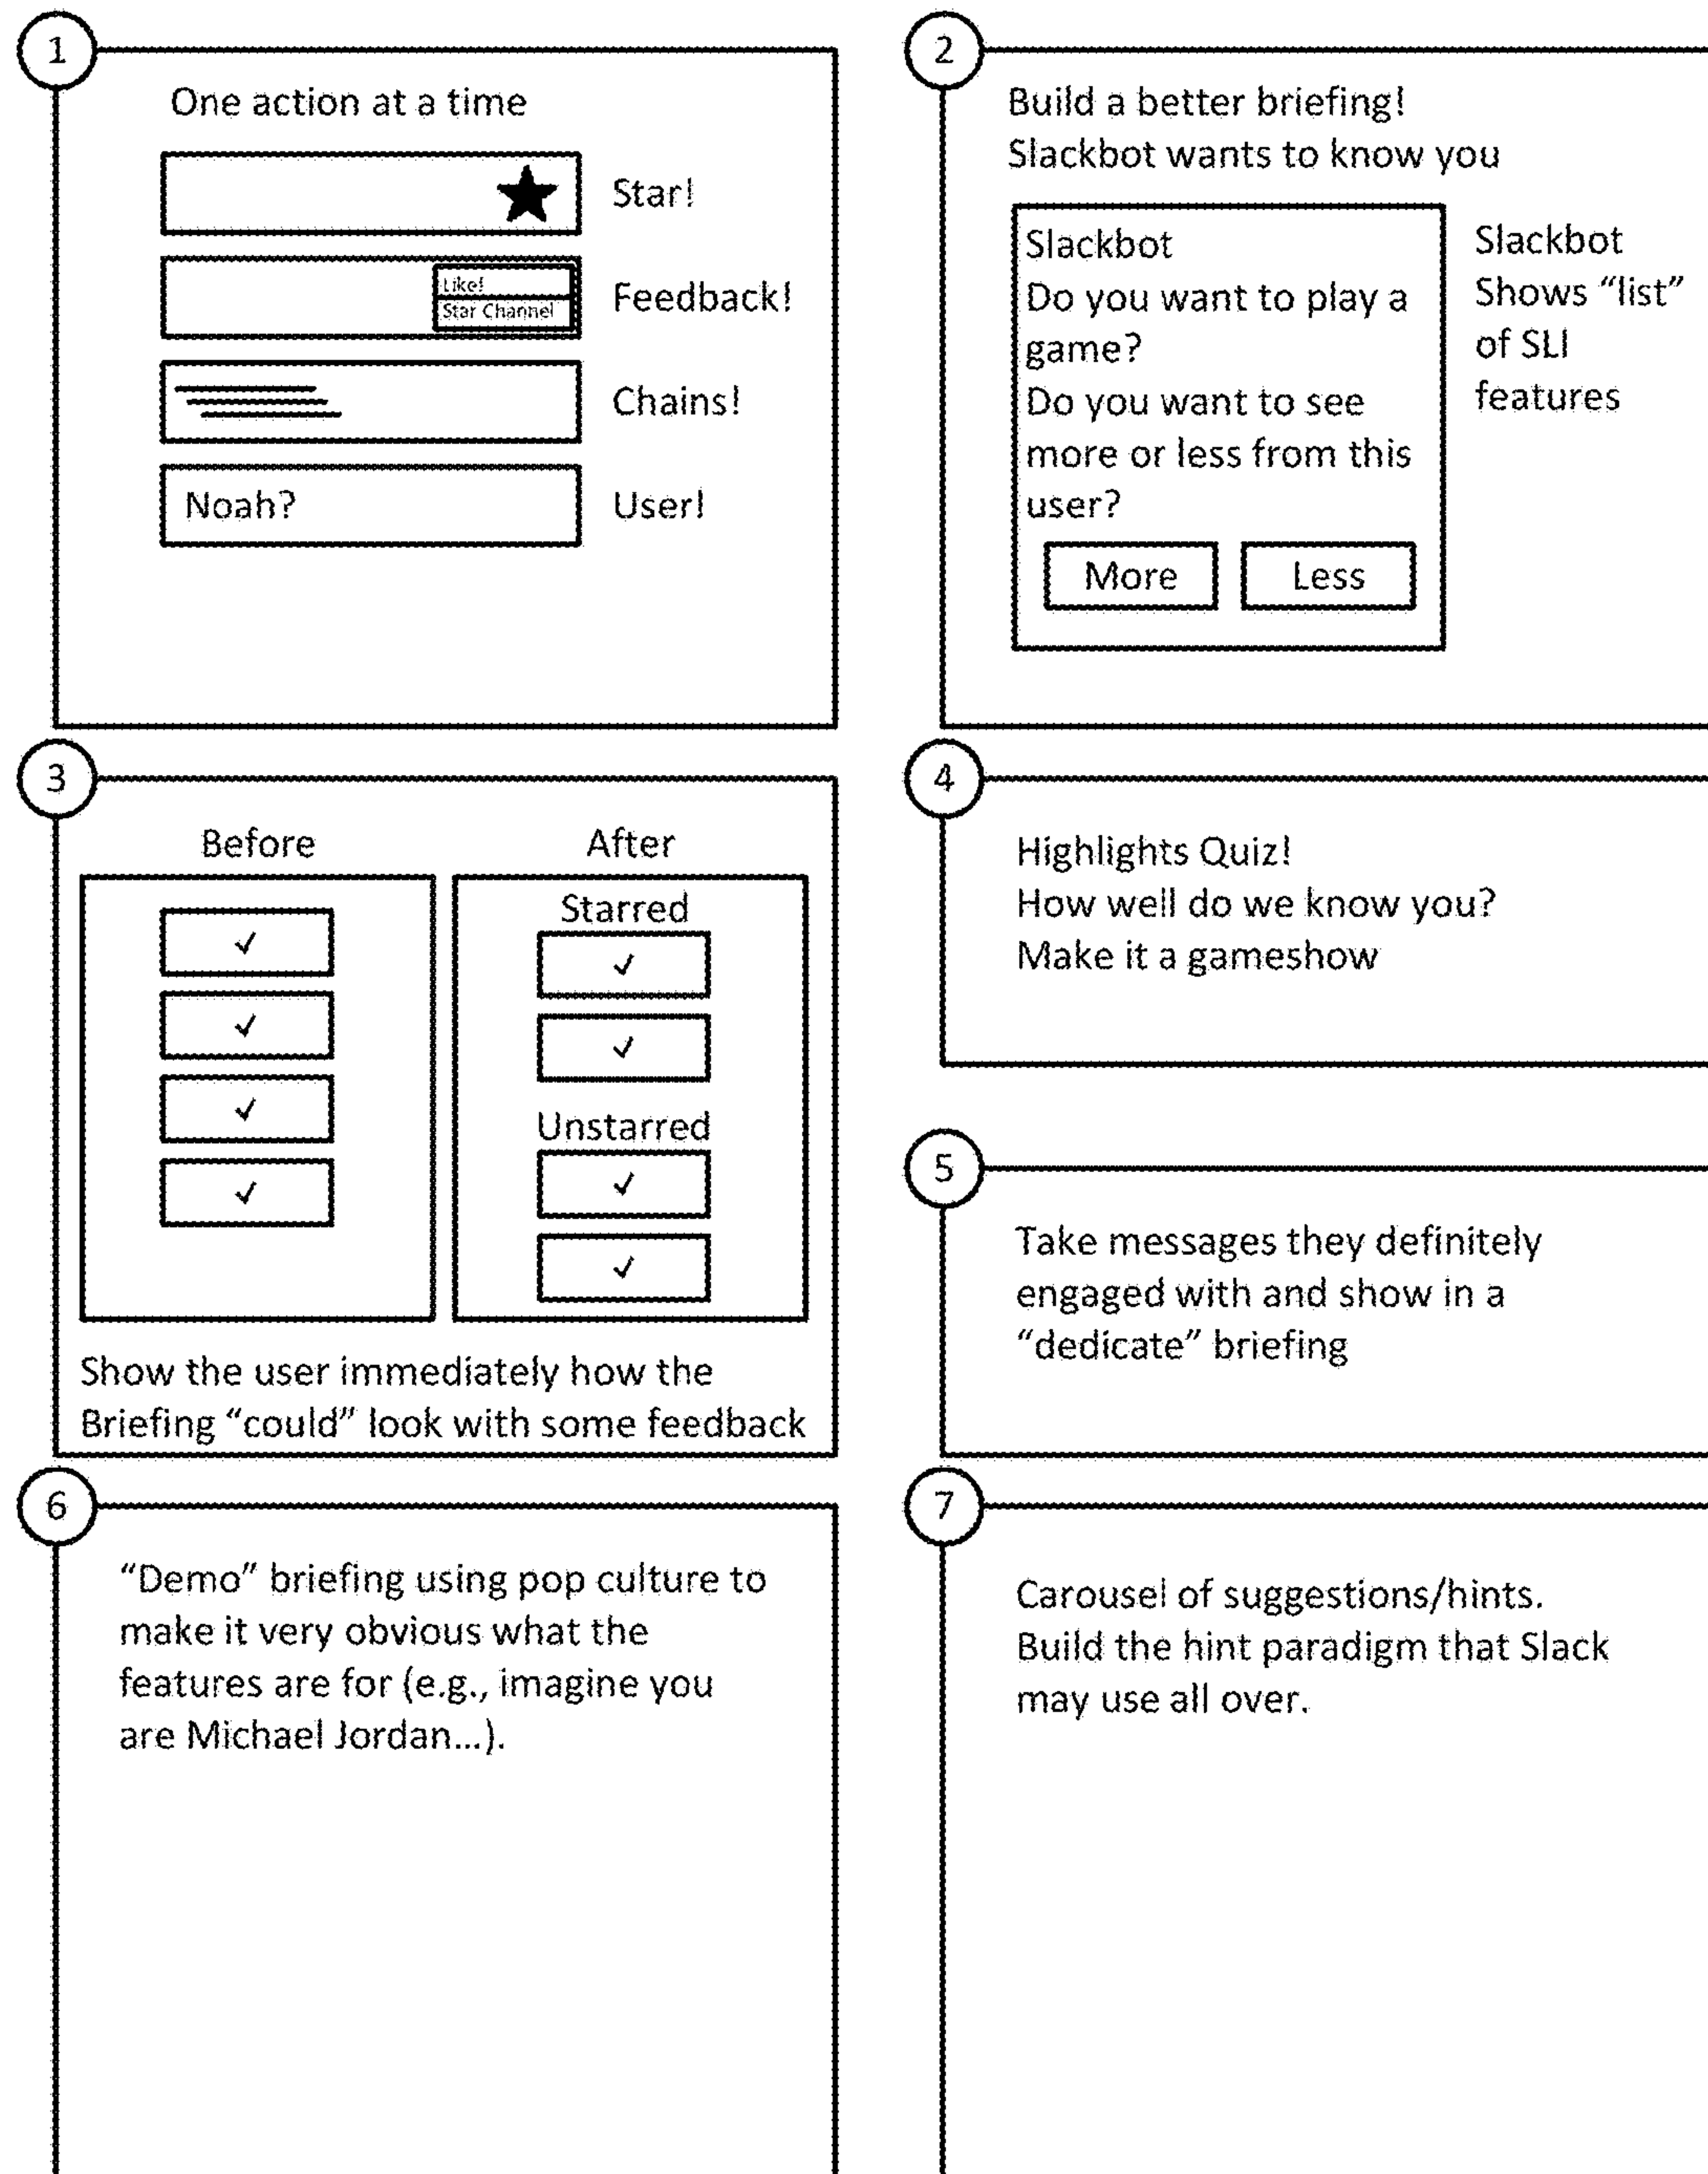 1
One action at a time
Star!
Like!
Star Channel
Feedback!
Chains!
Noah?
User!
2
Build a better briefing!
Slackbot wants to know you
Slackbot
Do you want to play a
game?
Do you want to see
more or less from this
user?
More
Less
Slackbot
Shows “list”
of SLI
features
3
Before
After
Starred
Unstarred
Show the user immediately how the
Briefing “could” look with some feedback
4
Highlights Quiz!
How well do we know you?
Make it a gameshow
5
Take messages they definitely
engaged with and show in a
“dedicate” briefing
6
“Demo” briefing using pop culture to
make it very obvious what the
features are for (e.g., imagine you
are Michael Jordan...).
7
Carousel of suggestions/hints.
Build the hint paradigm that Slack
may use all over.